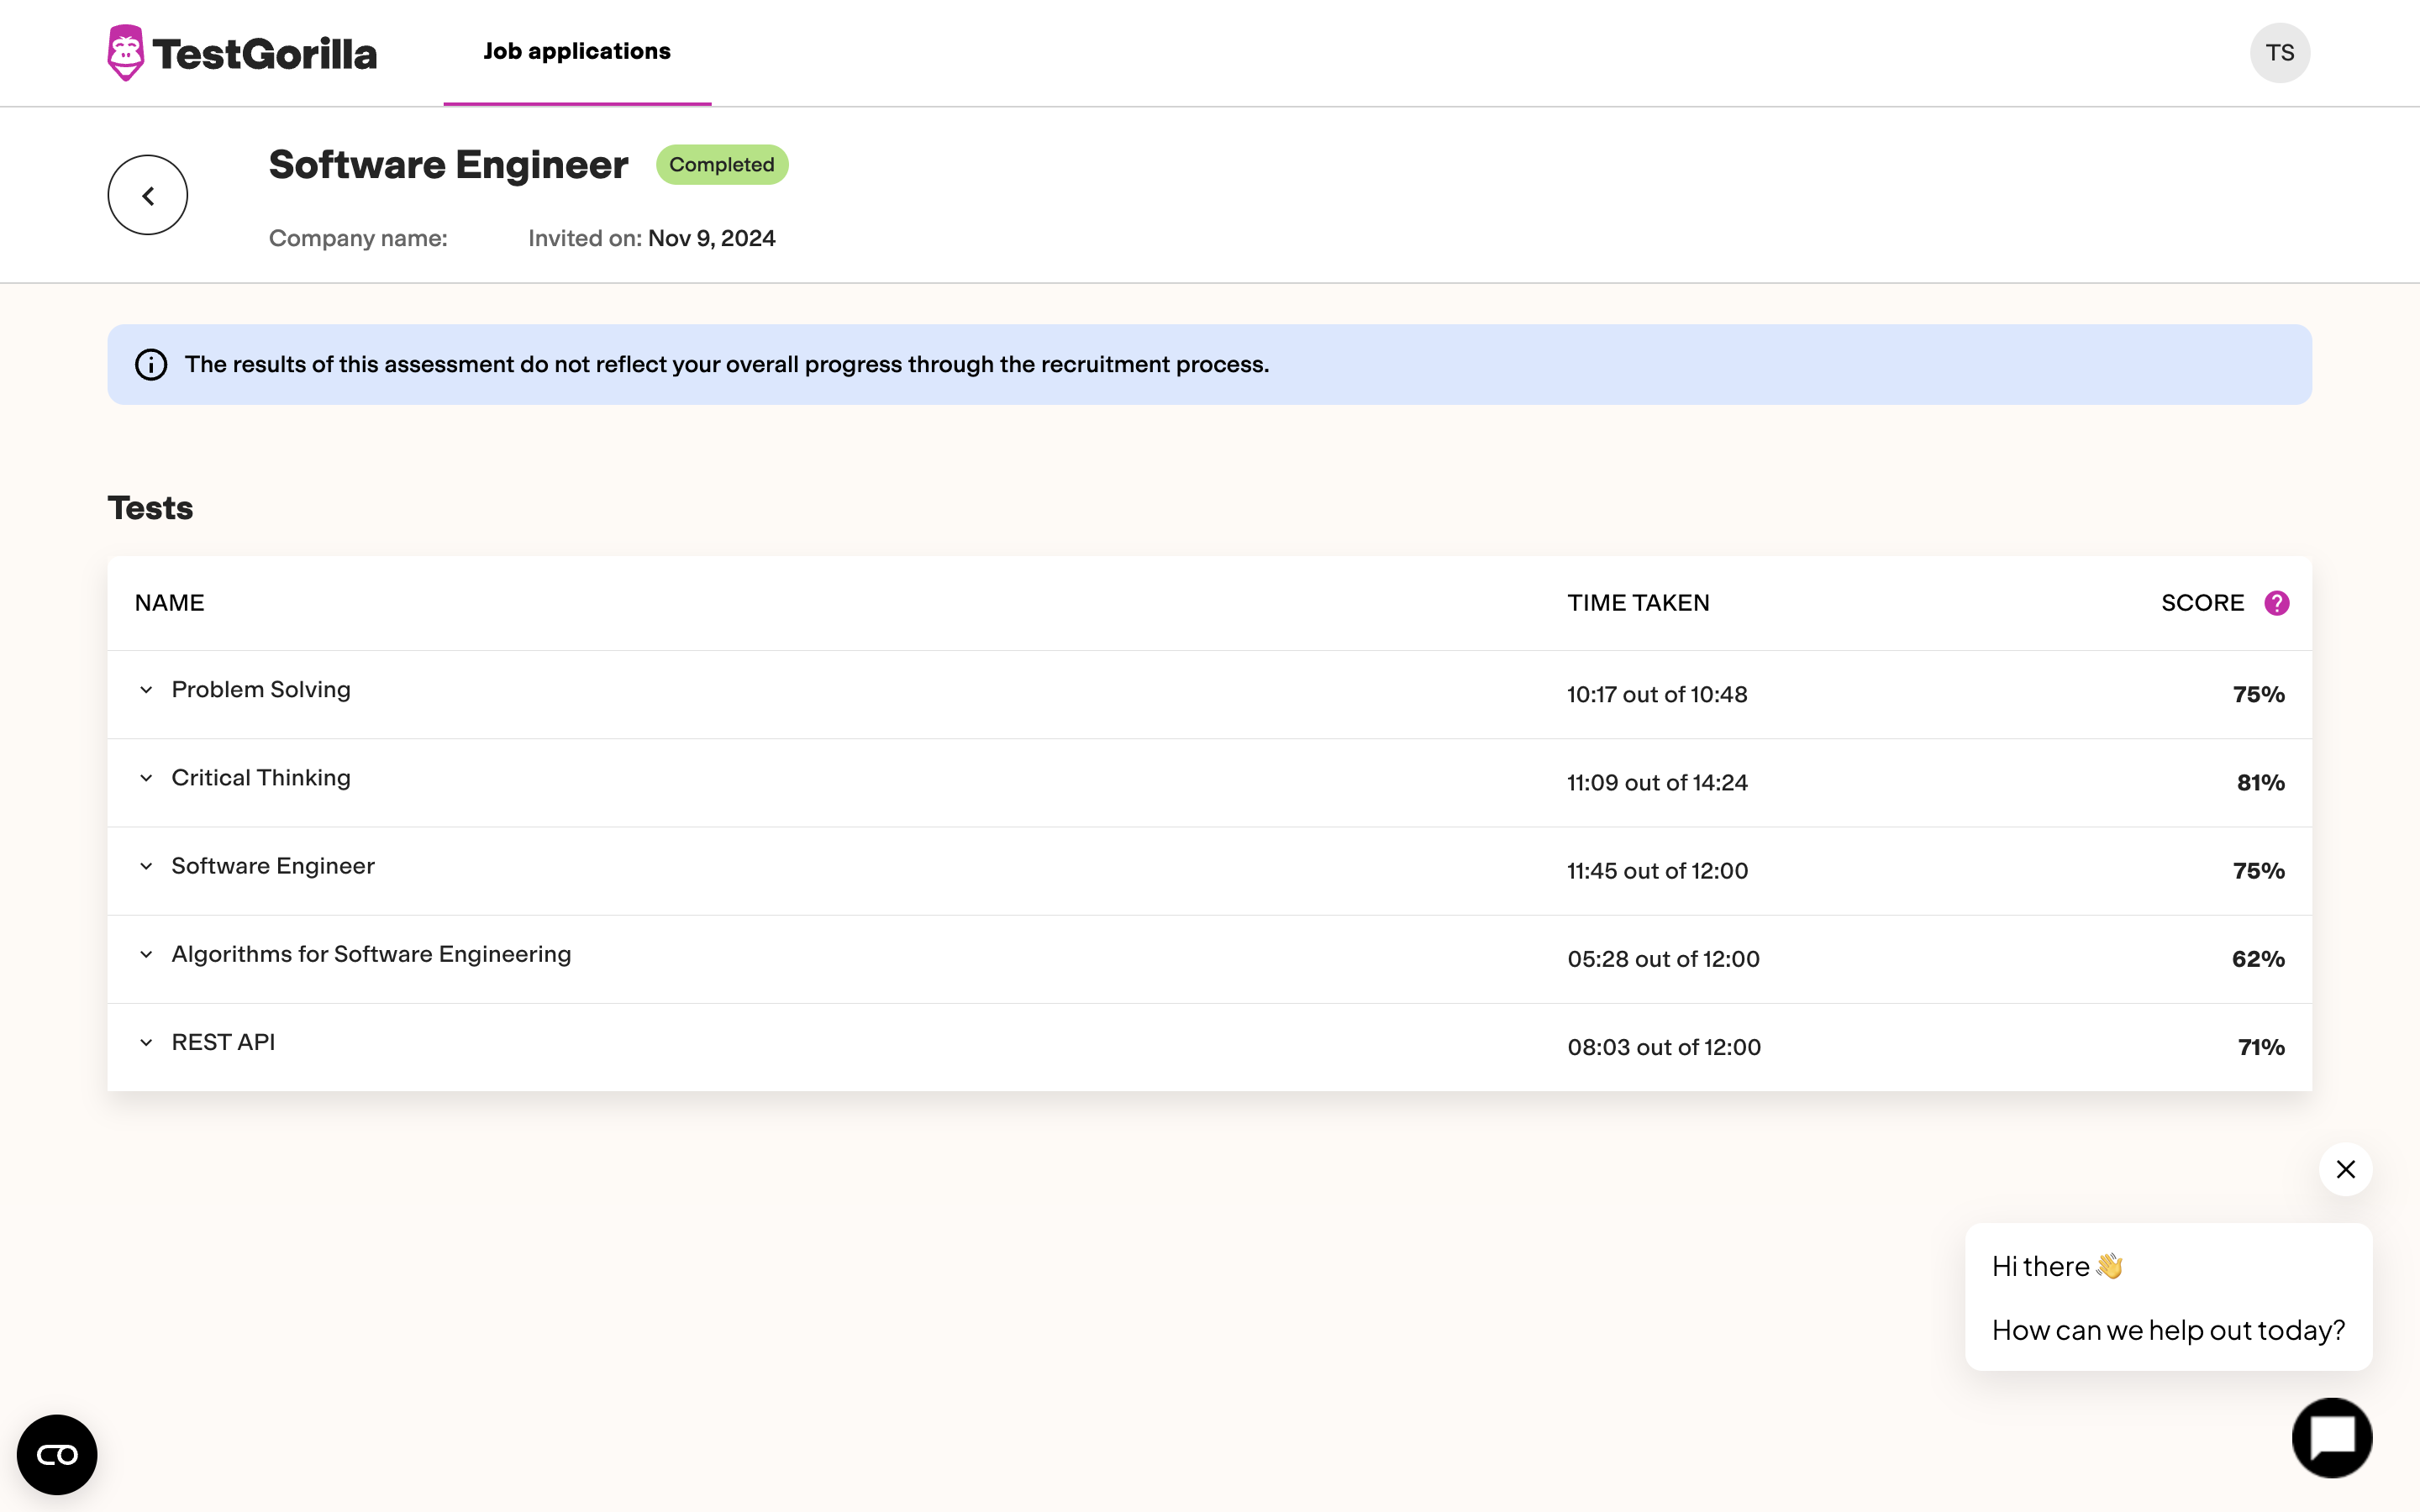 TestGorilla
Job applications
TS
Software Engineer
Completed
Company name:
Invited on: Nov 9, 2024
The results of this assessment do not reflect your overall progress through the recruitment process.
Tests
NAME TIME TAKEN SCORE ?
Problem Solving 10:17 out of 10:48 75%
Critical Thinking 11:09 out of 14:24 81%
Software Engineer 11:45 out of 12:00 75%
Algorithms for Software Engineering 05:28 out of 12:00 62%
REST API 08:03 out of 12:00 71%
Hi there 👋
How can we help out today?